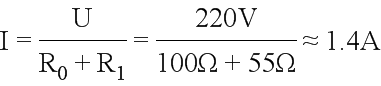 I = U / (R₀ + R₁) = 220V / (100Ω + 55Ω) ≈ 1.4A